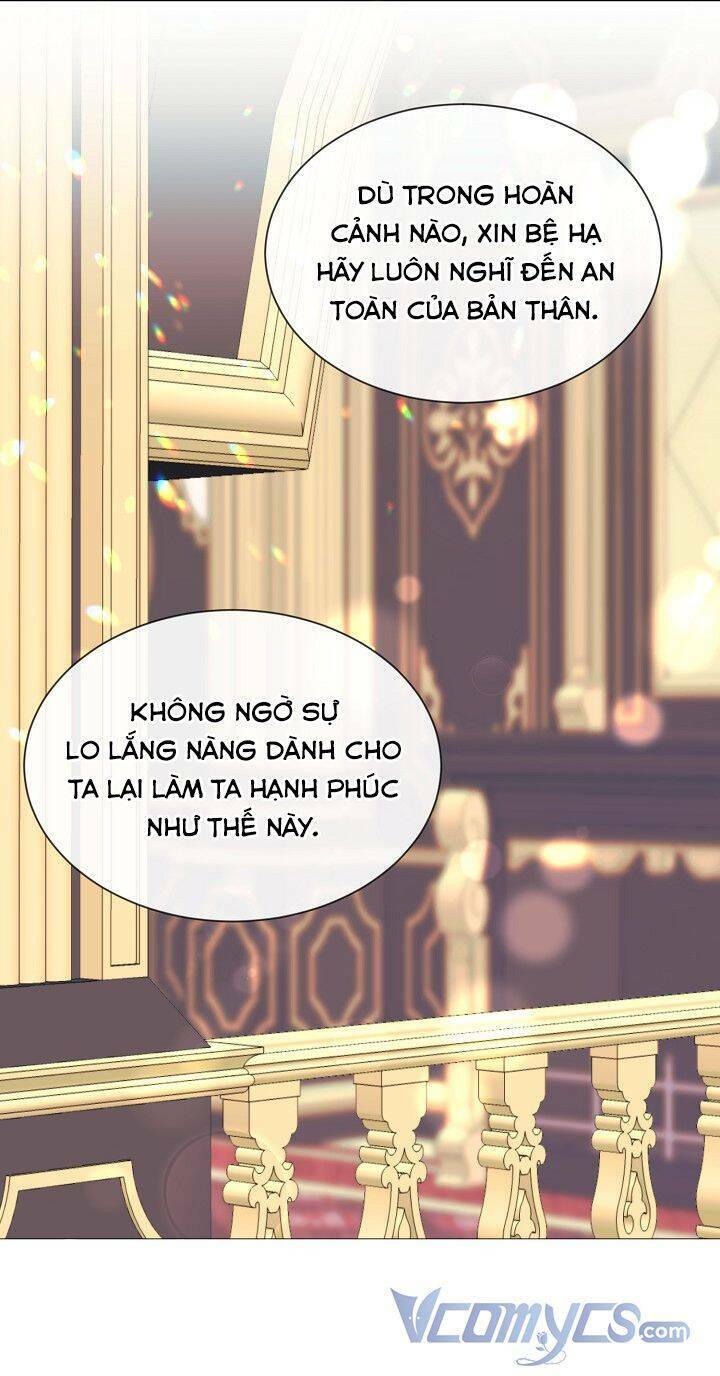 DÙ TRONG HOÀN
CẢNH NÀO, XIN BỆ HẠ
HÃY LUÔN NGHĨ ĐẾN AN
TOÀN CỦA BẢN THÂN.
KHÔNG NGỜ SỰ
LO LẮNG NÀNG DÀNH CHO
TA LẠI LÀM TA HẠNH PHÚC
NHƯ THẾ NÀY.
VCOMYCS.com